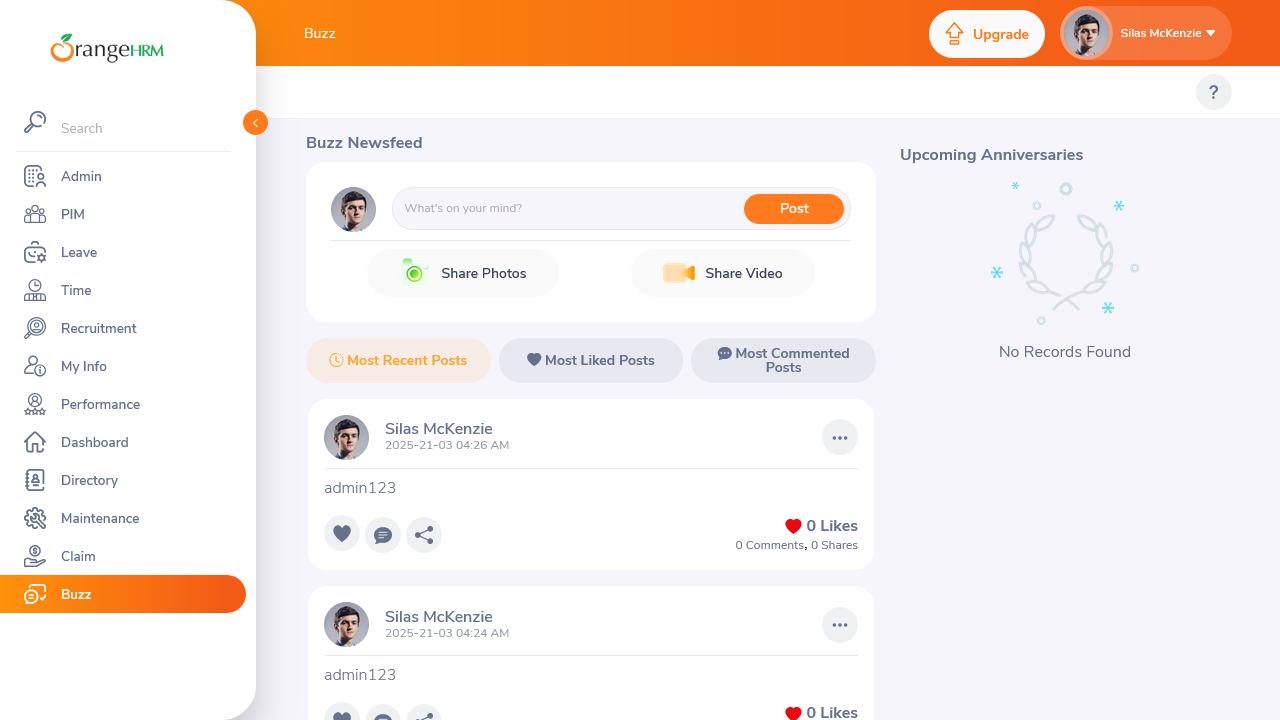 OrangeHRM
Buzz
Upgrade
Silas McKenzie
?
Search
Admin
PIM
Leave
Time
Recruitment
My Info
Performance
Dashboard
Directory
Maintenance
Claim
Buzz
Buzz Newsfeed
What's on your mind?
Post
Share Photos
Share Video
Most Recent Posts
Most Liked Posts
Most Commented
Posts
Silas McKenzie
2025-21-03 04:26 AM
admin123
0 Likes
0 Comments, 0 Shares
Silas McKenzie
2025-21-03 04:24 AM
admin123
0 Likes
Upcoming Anniversaries
No Records Found